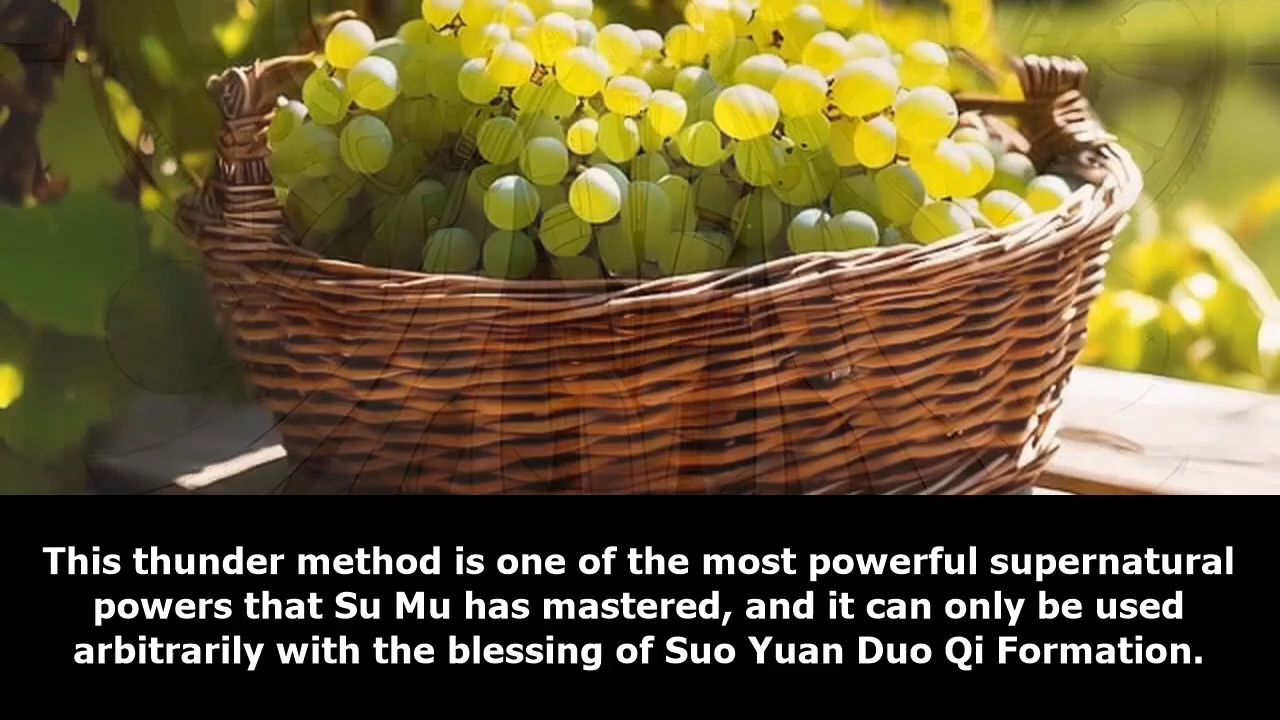 This thunder method is one of the most powerful supernatural
powers that Su Mu has mastered, and it can only be used
arbitrarily with the blessing of Suo Yuan Duo Qi Formation.